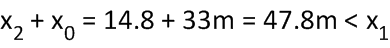 x₂ + x₀ = 14.8 + 33m = 47.8m < x₁